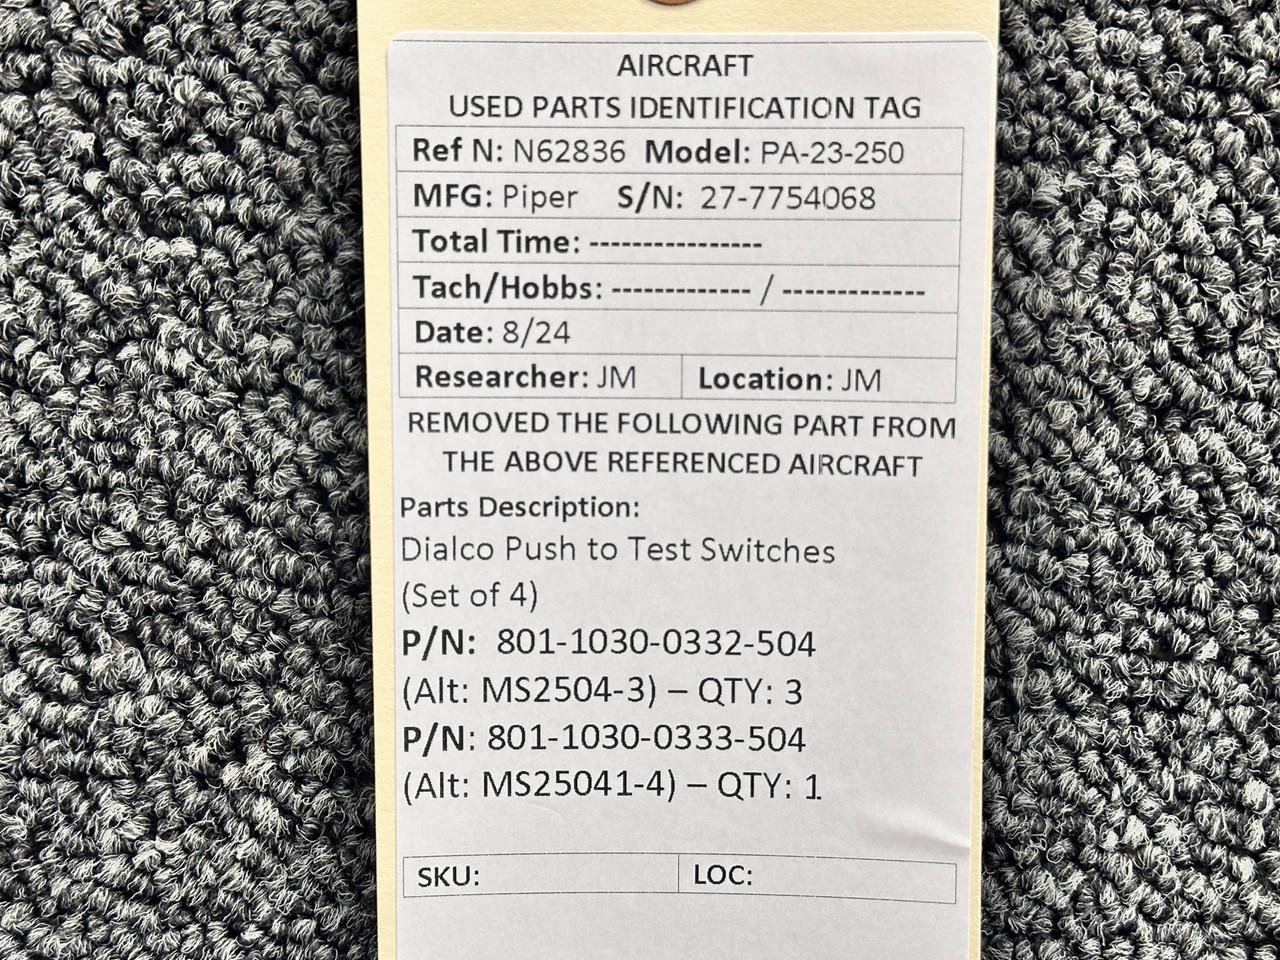 AIRCRAFT
USED PARTS IDENTIFICATION TAG
Ref N: N62836 Model: PA-23-250
MFG: Piper S/N: 27-7754068
Total Time: ----------------
Tach/Hobbs: ------------- / -------------
Date: 8/24
Researcher: JM Location: JM
REMOVED THE FOLLOWING PART FROM
THE ABOVE REFERENCED AIRCRAFT
Parts Description:
Dialco Push to Test Switches
(Set of 4)
P/N: 801-1030-0332-504
(Alt: MS2504-3) – QTY: 3
P/N: 801-1030-0333-504
(Alt: MS25041-4) – QTY: 1
SKU: LOC: